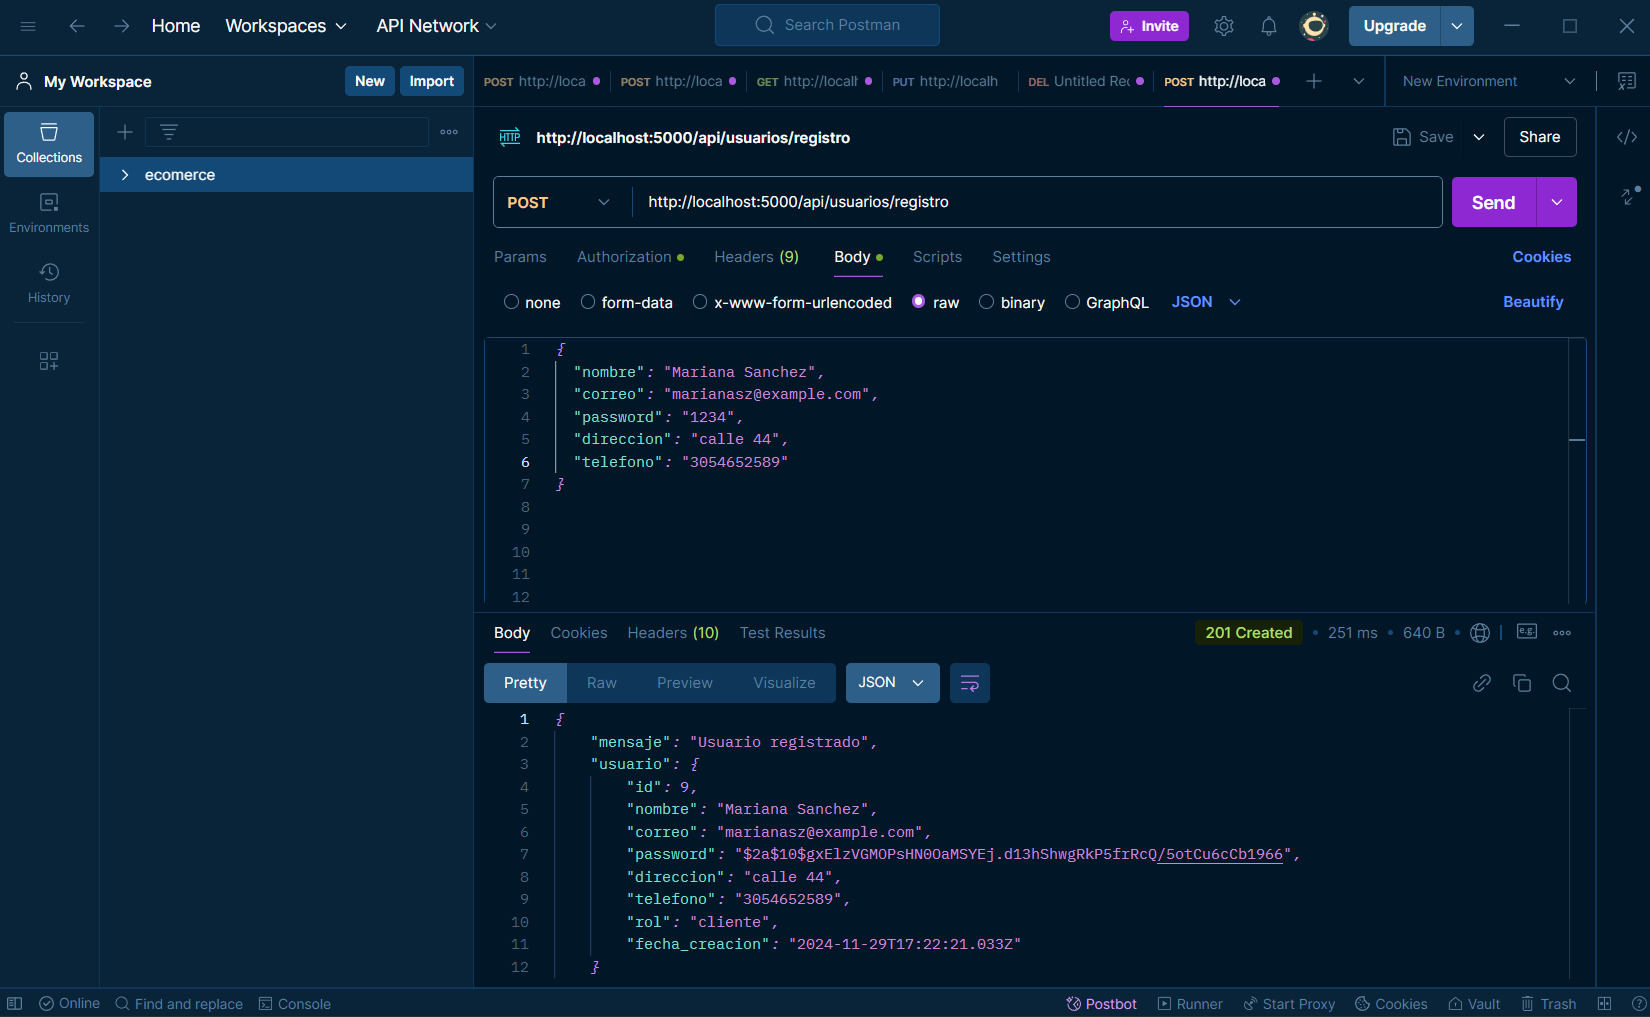 Home Workspaces API Network Search Postman Invite Upgrade
My Workspace New Import POST http://loca POST http://loca GET http://localh PUT http://localh DEL Untitled Rec POST http://loca New Environment
Collections
ecomerce
Environments
History
HTTP http://localhost:5000/api/usuarios/registro Save Share
POST http://localhost:5000/api/usuarios/registro Send
Params Authorization Headers (9) Body Scripts Settings Cookies
none form-data x-www-form-urlencoded raw binary GraphQL JSON Beautify
1 {
2 "nombre": "Mariana Sanchez",
3 "correo": "marianasz@example.com",
4 "password": "1234",
5 "direccion": "calle 44",
6 "telefono": "3054652589"
7 }
8
9
10
11
12
Body Cookies Headers (10) Test Results 201 Created • 251 ms • 640 B • e.g.
Pretty Raw Preview Visualize JSON
1 {
2 "mensaje": "Usuario registrado",
3 "usuario": {
4 "id": 9,
5 "nombre": "Mariana Sanchez",
6 "correo": "marianasz@example.com",
7 "password": "$2a$10$gxElzVGMOPsHN0OaMSYEj.d13hShwgRkP5frRcQ/5otCu6cCb1966",
8 "direccion": "calle 44",
9 "telefono": "3054652589",
10 "rol": "cliente",
11 "fecha_creacion": "2024-11-29T17:22:21.033Z"
12 }
Online Find and replace Console Postbot Runner Start Proxy Cookies Vault Trash